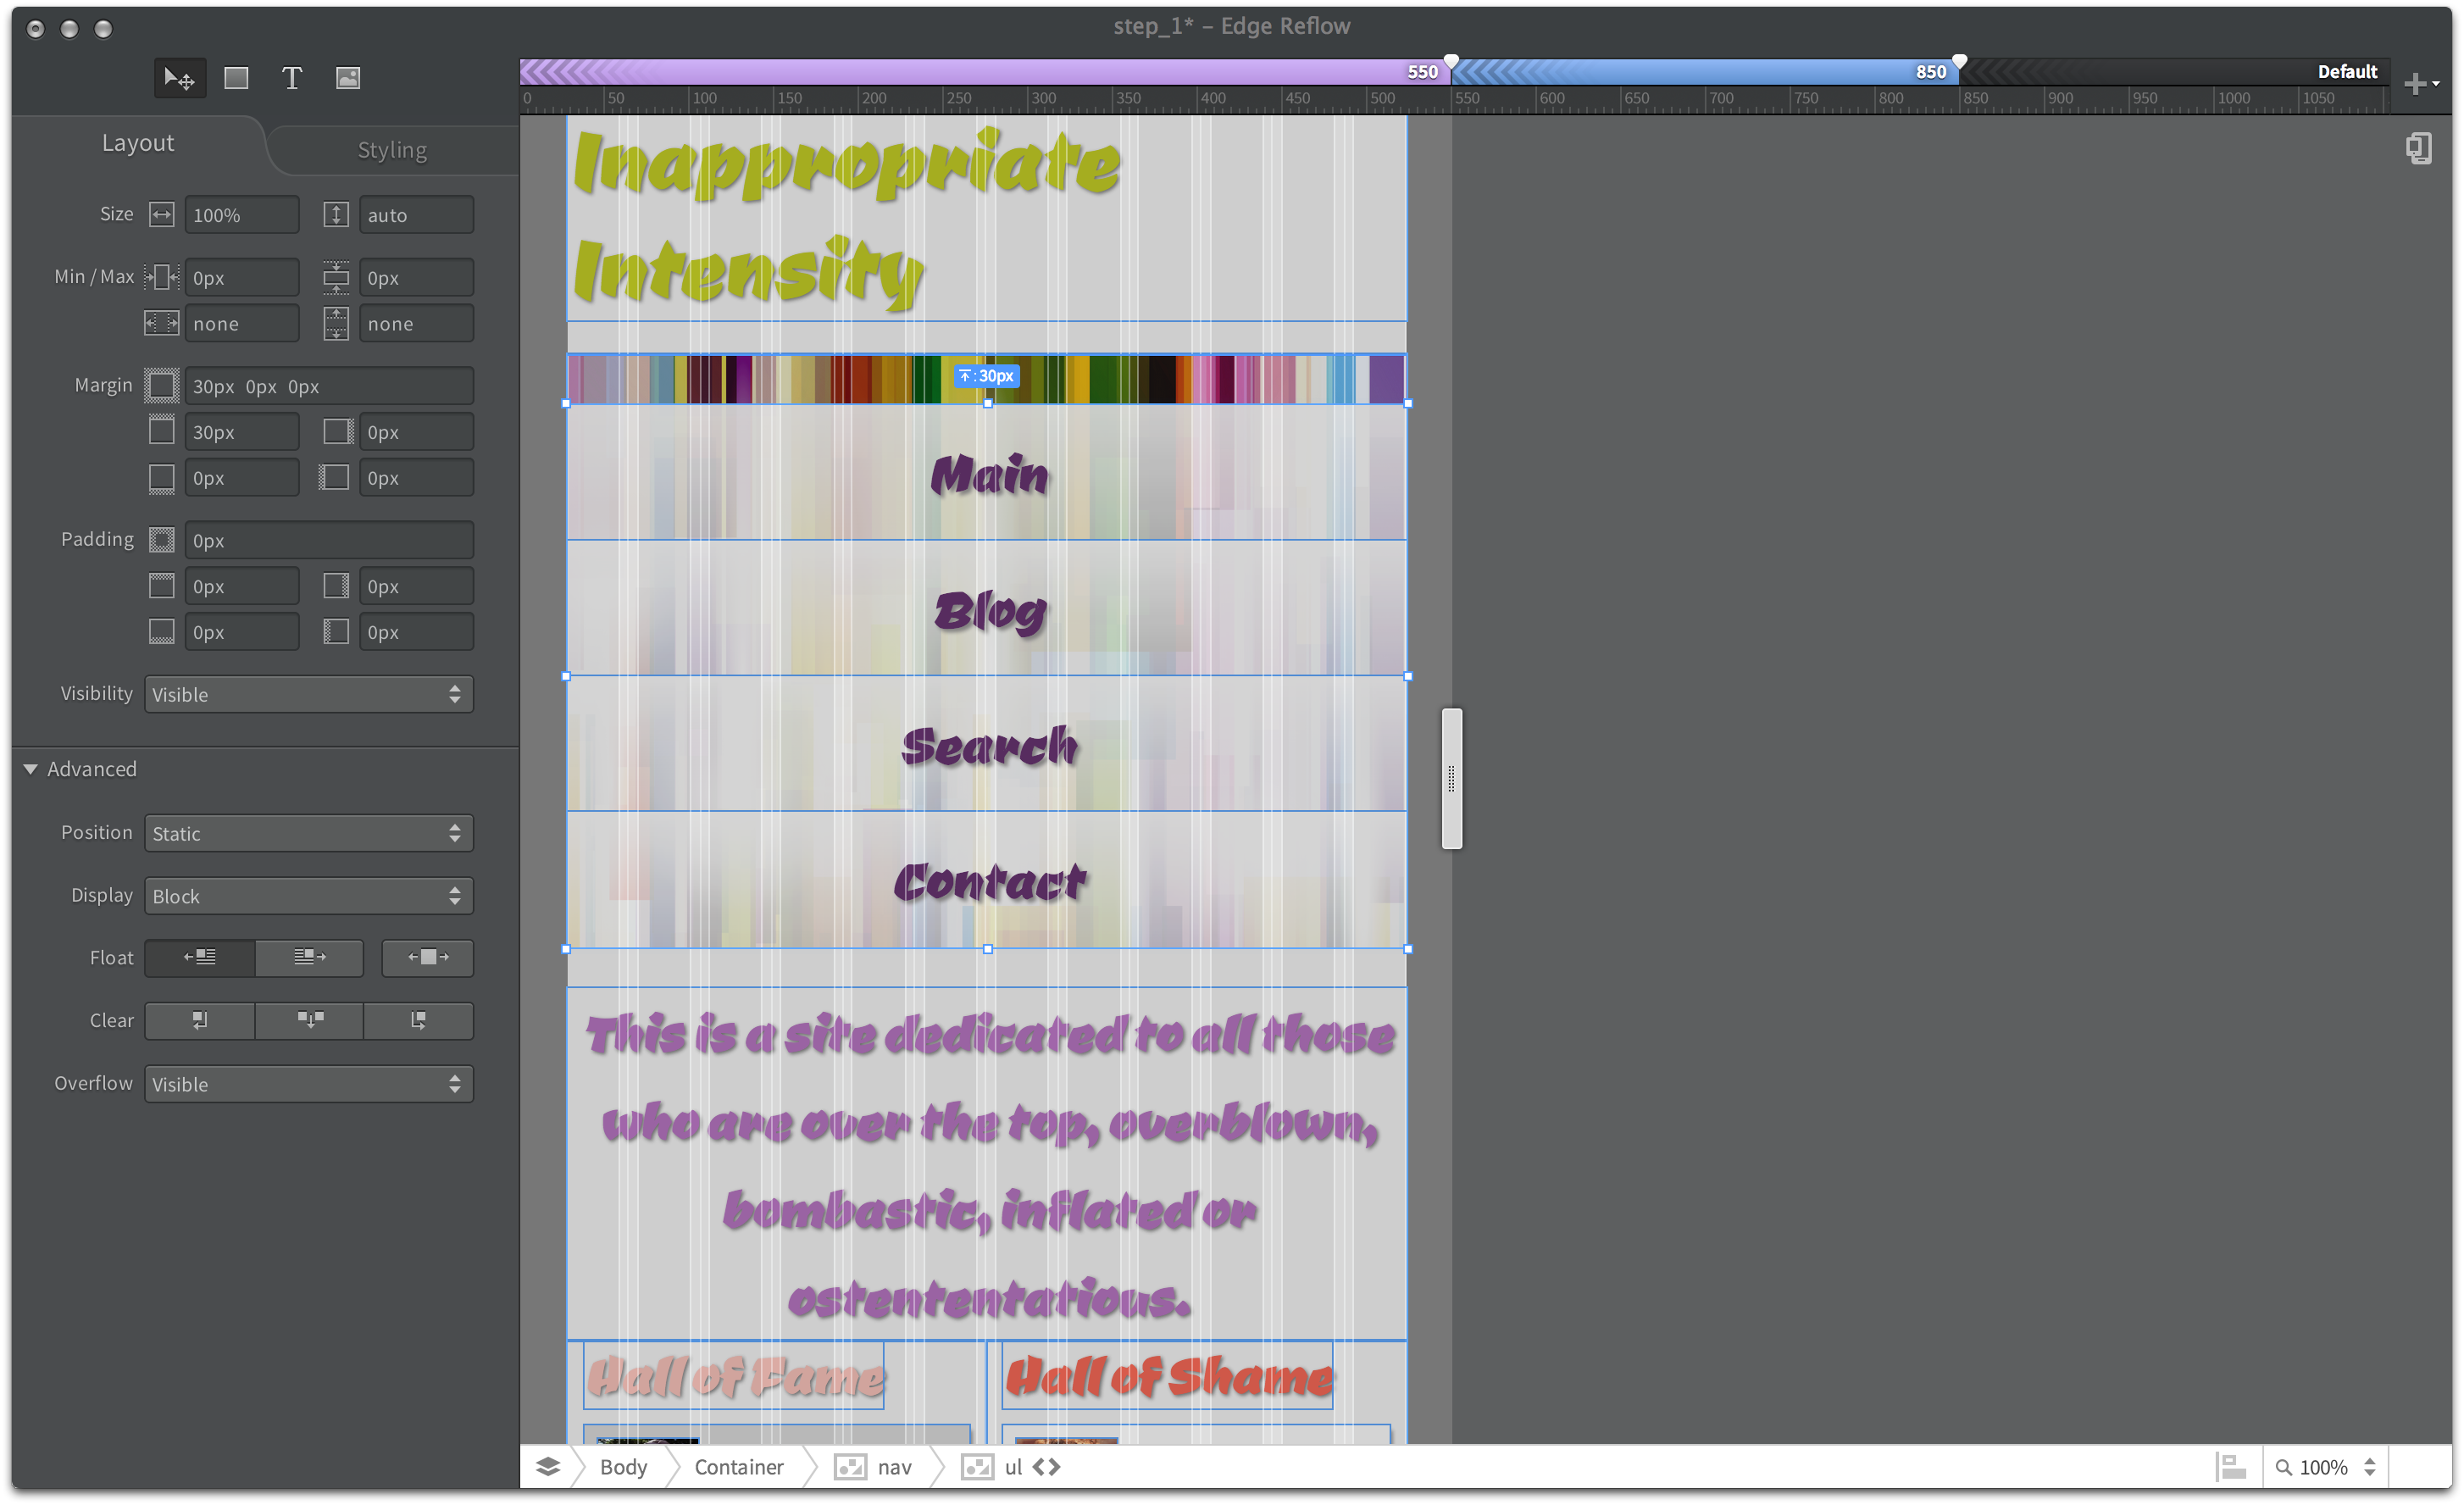 step_1* – Edge Reflow
550 850 Default
0 50 100 150 200 250 300 350 400 450 500 550 600 650 700 750 800 850 900 950 1000 1050
Layout Styling
Size 100% auto
Min / Max 0px 0px
none none
Margin 30px 0px 0px
30px 0px
0px 0px
Padding 0px
0px 0px
0px 0px
Visibility Visible
Advanced
Position Static
Display Block
Float
Clear
Overflow Visible
Inappropriate
Intensity
: 30px
Main
Blog
Search
Contact
This is a site dedicated to all those
who are over the top, overblown,
bombastic, inflated or
ostententatious.
Hall of Fame Hall of Shame
Body Container nav ul 100%